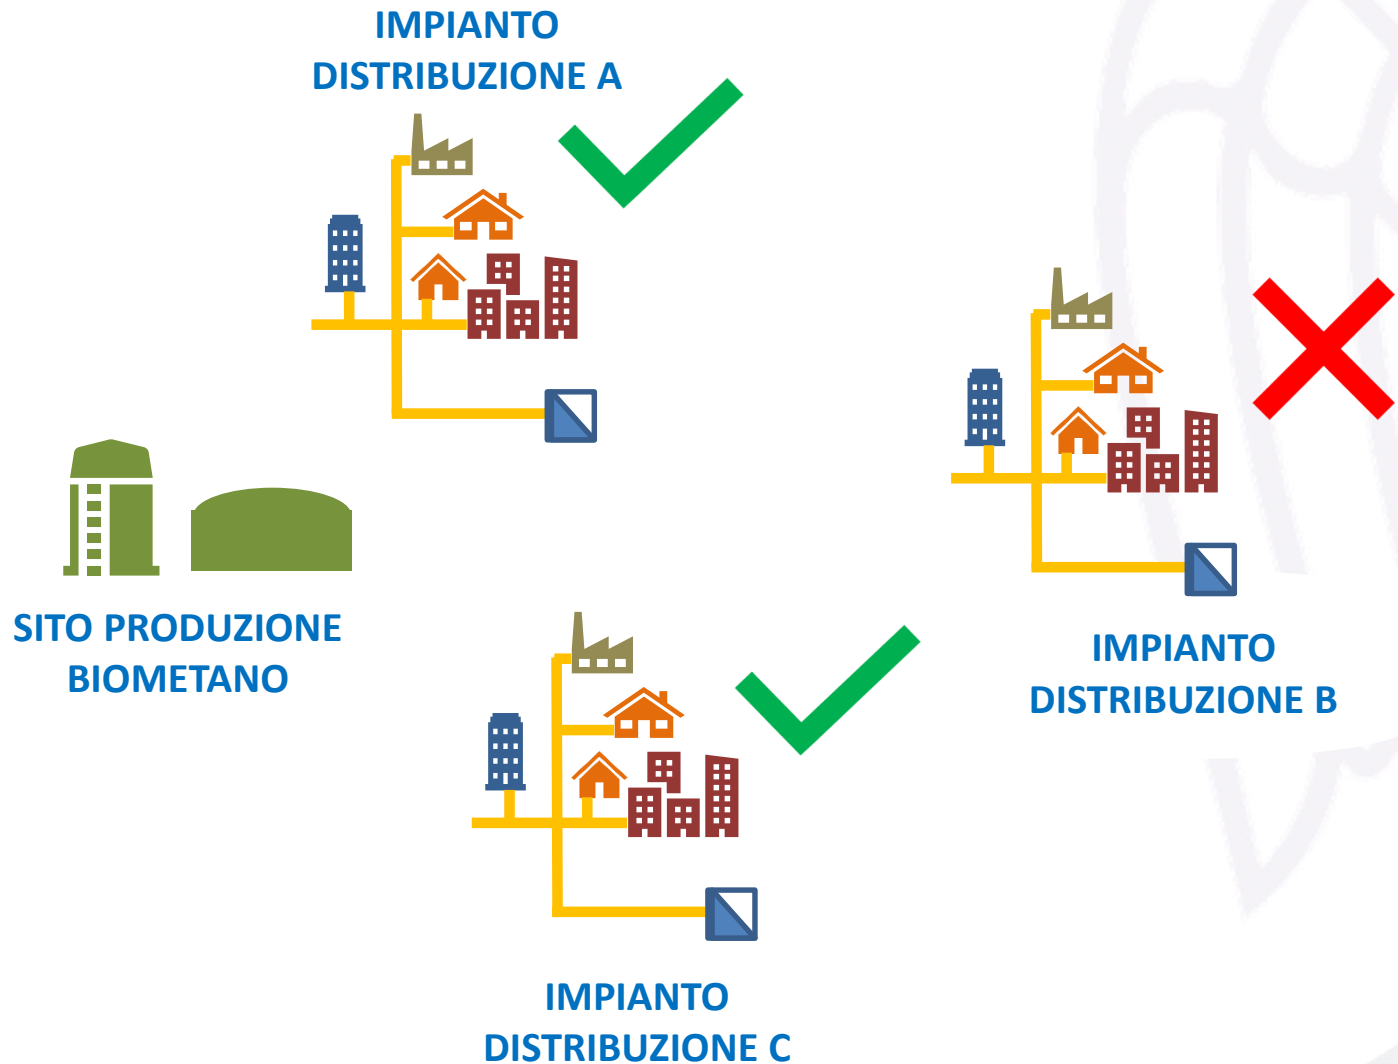 IMPIANTO
DISTRIBUZIONE A
SITO PRODUZIONE
BIOMETANO
IMPIANTO
DISTRIBUZIONE B
IMPIANTO
DISTRIBUZIONE C